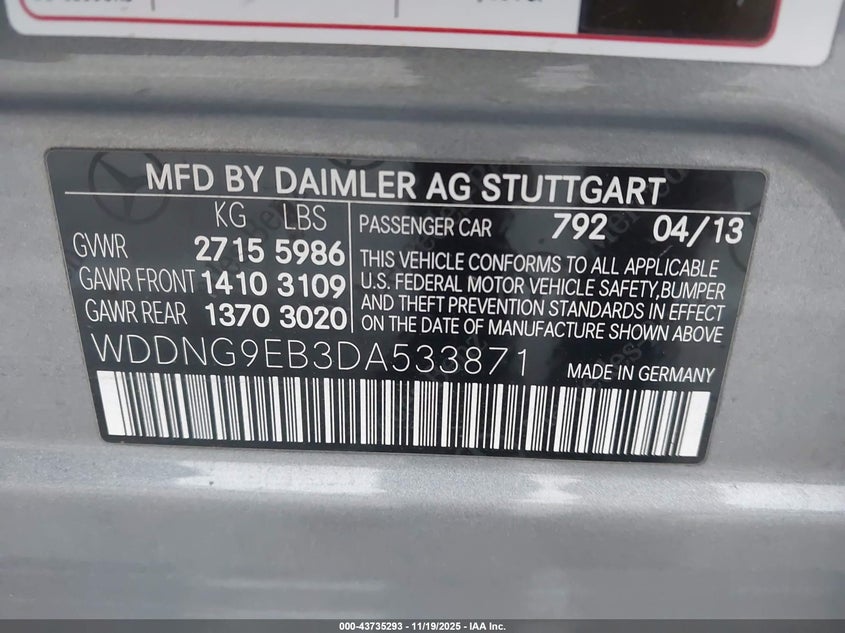 MFD BY DAIMLER AG STUTTGART
KG LBS
GVWR 2715 5986
GAWR FRONT 1410 3109
GAWR REAR 1370 3020
PASSENGER CAR 792 04/13
THIS VEHICLE CONFORMS TO ALL APPLICABLE
U.S. FEDERAL MOTOR VEHICLE SAFETY,BUMPER
AND THEFT PREVENTION STANDARDS IN EFFECT
ON THE DATE OF MANUFACTURE SHOWN ABOVE
WDDNG9EB3DA533871 MADE IN GERMANY
000-43735293 - 11/19/2025 - IAA Inc.